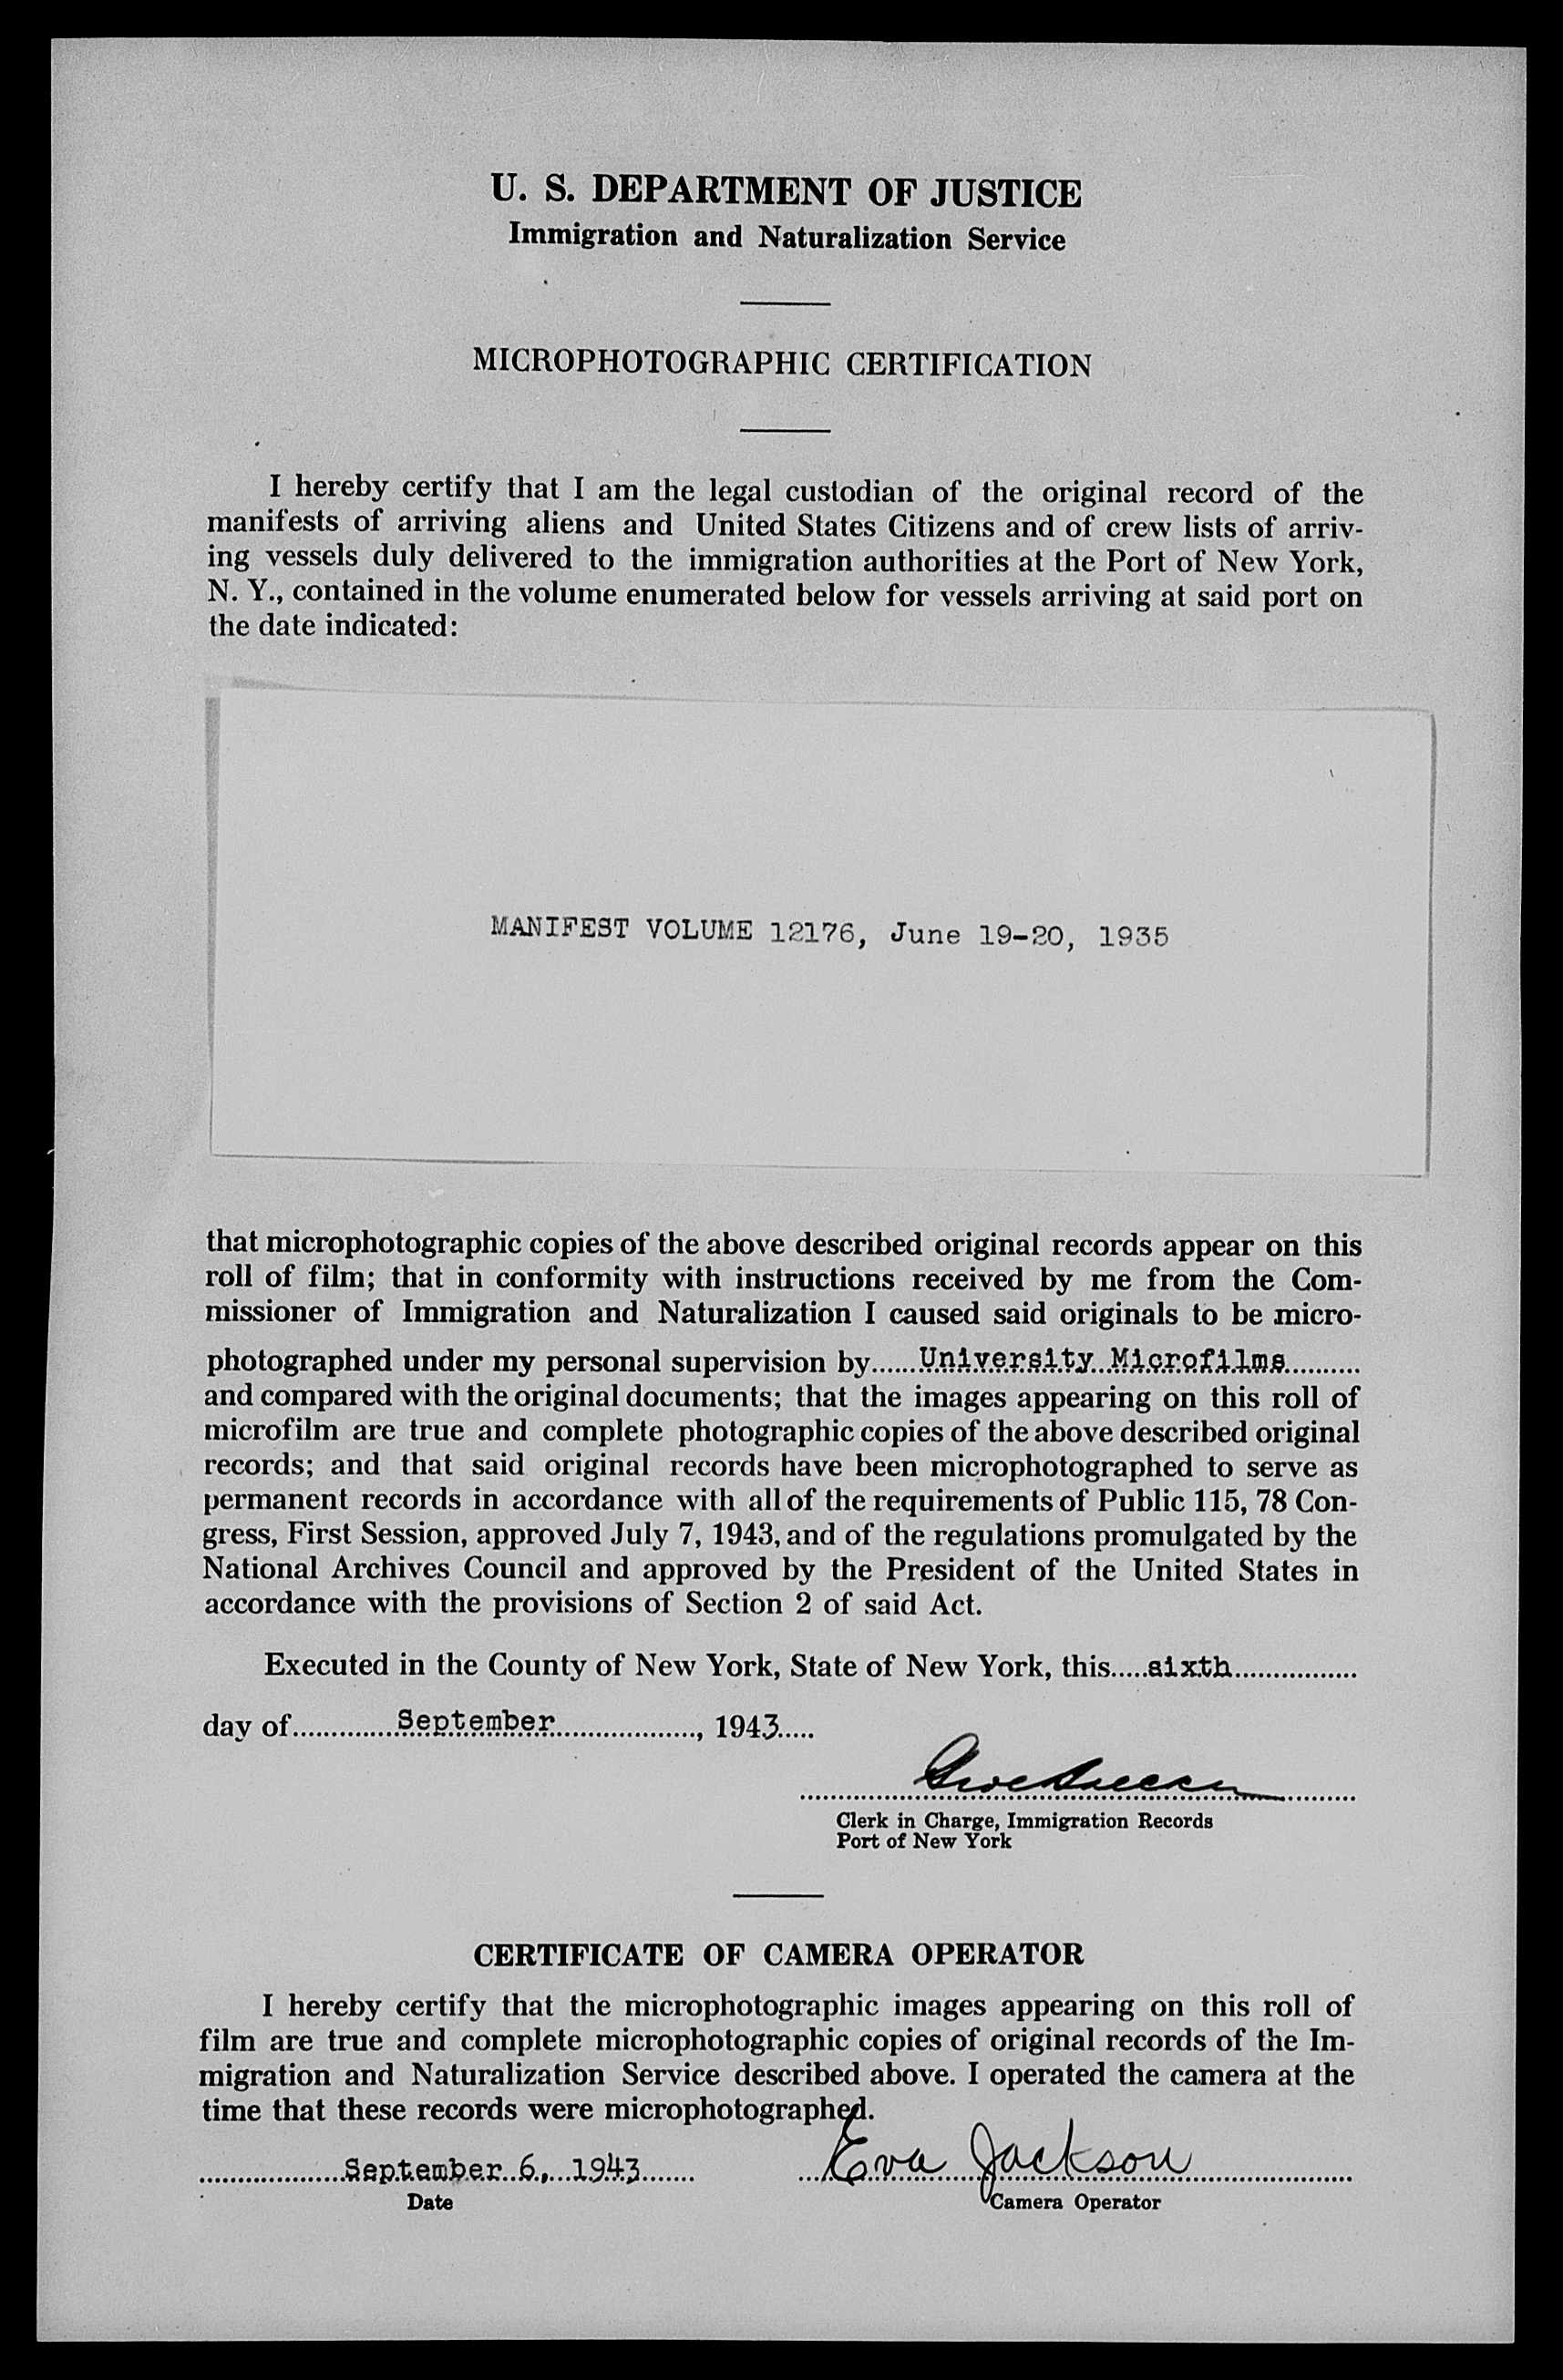 U. S. DEPARTMENT OF JUSTICE
Immigration and Naturalization Service
MICROPHOTOGRAPHIC CERTIFICATION
I hereby certify that I am the legal custodian of the original record of the
manifests of arriving aliens and United States Citizens and of crew lists of arriv-
ing vessels duly delivered to the immigration authorities at the Port of New York,
N. Y., contained in the volume enumerated below for vessels arriving at said port on
the date indicated:
MANIFEST VOLUME 12176, June 19-20, 1935
that microphotographic copies of the above described original records appear on this
roll of film; that in conformity with instructions received by me from the Com-
missioner of Immigration and Naturalization I caused said originals to be micro-
photographed under my personal supervision by......University Microfilms..........
and compared with the original documents; that the images appearing on this roll of
microfilm are true and complete photographic copies of the above described original
records; and that said original records have been microphotographed to serve as
permanent records in accordance with all of the requirements of Public 115, 78 Con-
gress, First Session, approved July 7, 1943, and of the regulations promulgated by the
National Archives Council and approved by the President of the United States in
accordance with the provisions of Section 2 of said Act.
Executed in the County of New York, State of New York, this.....sixth................
day of..............September..................., 1943.....
Clerk in Charge, Immigration Records
Port of New York
CERTIFICATE OF CAMERA OPERATOR
I hereby certify that the microphotographic images appearing on this roll of
film are true and complete microphotographic copies of original records of the Im-
migration and Naturalization Service described above. I operated the camera at the
time that these records were microphotographed.
September 6, 1943 Eva Jackson
Date Camera Operator